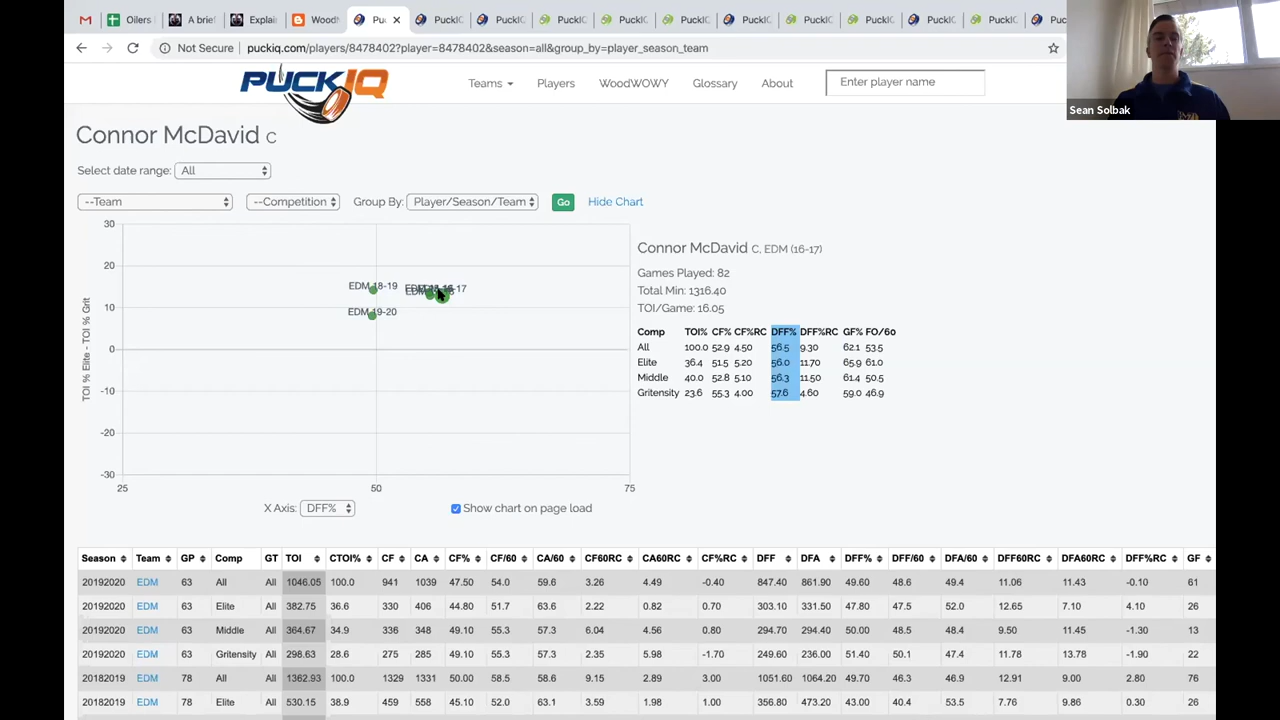 Oilers
A brief
Explain
Wood
Pu
PuckIC
PuckI
PuckI
PuckI
PuckIC
PuckI
PuckI
PuckIC
PuckI
Pu
Not Secure | puckiq.com/players/8478402?player=8478402&season=all&group_by=player_season_team
PUCKIQ
Teams
Players
WoodWOWY
Glossary
About
Enter player name
Sean Solbak
Connor McDavid C
Select date range: All
--Team
--Competition
Group By: Player/Season/Team
Go
Hide Chart
30
20
10
0
-10
-20
-30
TOI % Elite - TOI % Grit
EDM 18-19
EDM 19-20
25 50 75
X Axis: DFF%
Show chart on page load
Connor McDavid C, EDM (16-17)
Games Played: 82
Total Min: 1316.40
TOI/Game: 16.05
Comp TOI% CF% CF%RC DFF% DFF%RC GF% FO/60
All 100.0 52.9 4.50 56.5 9.30 62.1 53.5
Elite 36.4 51.5 5.20 56.0 11.70 65.9 61.0
Middle 40.0 52.8 5.10 56.3 11.50 61.4 50.5
Gritensity 23.6 55.3 4.00 57.6 4.60 59.0 46.9
Season Team GP Comp GT TOI CTOI% CF CA CF% CF/60 CA/60 CF60RC CA60RC CF%RC DFF DFA DFF% DFF/60 DFA/60 DFF60RC DFA60RC DFF%RC GF
20192020 EDM 63 All All 1046.05 100.0 941 1039 47.50 54.0 59.6 3.26 4.49 -0.40 847.40 861.90 49.60 48.6 49.4 11.06 11.43 -0.10 61
20192020 EDM 63 Elite All 382.75 36.6 330 406 44.80 51.7 63.6 2.22 0.82 0.70 303.10 331.50 47.80 47.5 52.0 12.65 7.10 4.10 26
20192020 EDM 63 Middle All 364.67 34.9 336 348 49.10 55.3 57.3 6.04 4.56 0.80 294.70 294.40 50.00 48.5 48.4 9.50 11.45 -1.30 13
20192020 EDM 63 Gritensity All 298.63 28.6 275 285 49.10 55.3 57.3 2.35 5.98 -1.70 249.60 236.00 51.40 50.1 47.4 11.78 13.78 -1.90 22
20182019 EDM 78 All All 1362.93 100.0 1329 1331 50.00 58.5 58.6 9.15 2.89 3.00 1051.60 1064.20 49.70 46.3 46.9 12.91 9.00 2.80 76
20182019 EDM 78 Elite All 530.15 38.9 459 558 45.10 52.0 63.1 3.59 1.98 1.00 356.80 473.20 43.00 40.4 53.5 7.76 9.86 0.30 26